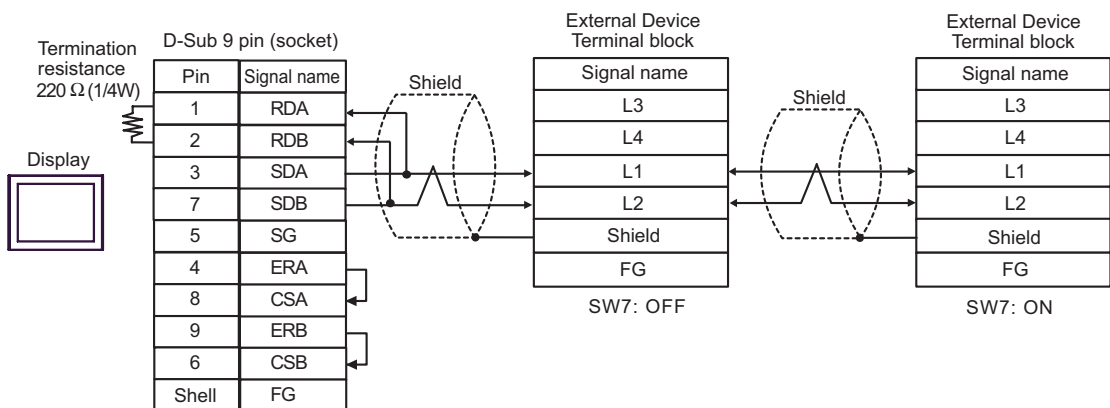 Termination
resistance
220 Ω (1/4W)
Display
D-Sub 9 pin (socket)
Pin Signal name
1 RDA
2 RDB
3 SDA
7 SDB
5 SG
4 ERA
8 CSA
9 ERB
6 CSB
Shell FG
Shield
External Device
Terminal block
Signal name
L3
L4
L1
L2
Shield
FG
SW7: OFF
Shield
External Device
Terminal block
Signal name
L3
L4
L1
L2
Shield
FG
SW7: ON